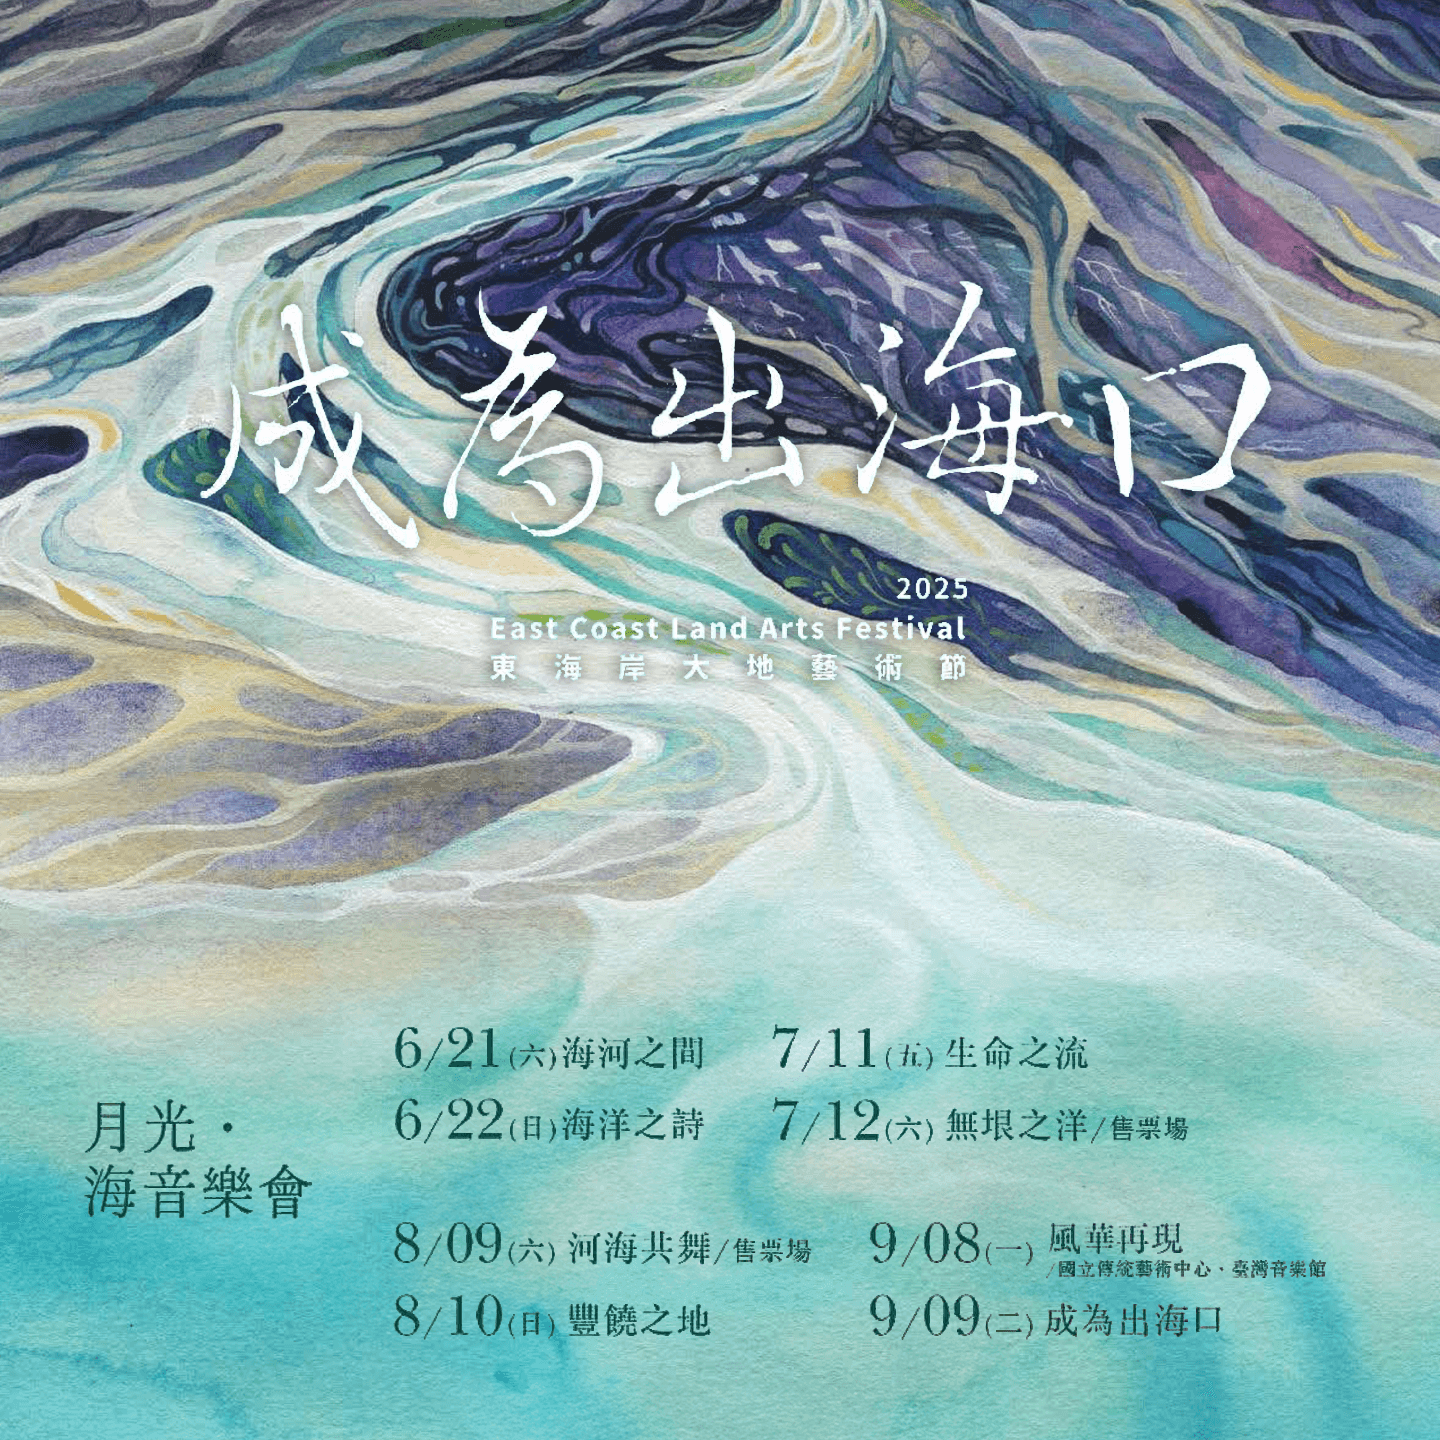 成為出海口
2025
East Coast Land Arts Festival
東海岸大地藝術節
月光・
海音樂會
6/21(六)海河之間
6/22(日)海洋之詩
7/11(五)生命之流
7/12(六)無垠之洋/售票場
8/09(六)河海共舞/售票場
8/10(日)豐饒之地
9/08(一)風華再現
/國立傳統藝術中心・臺灣音樂館
9/09(二)成為出海口